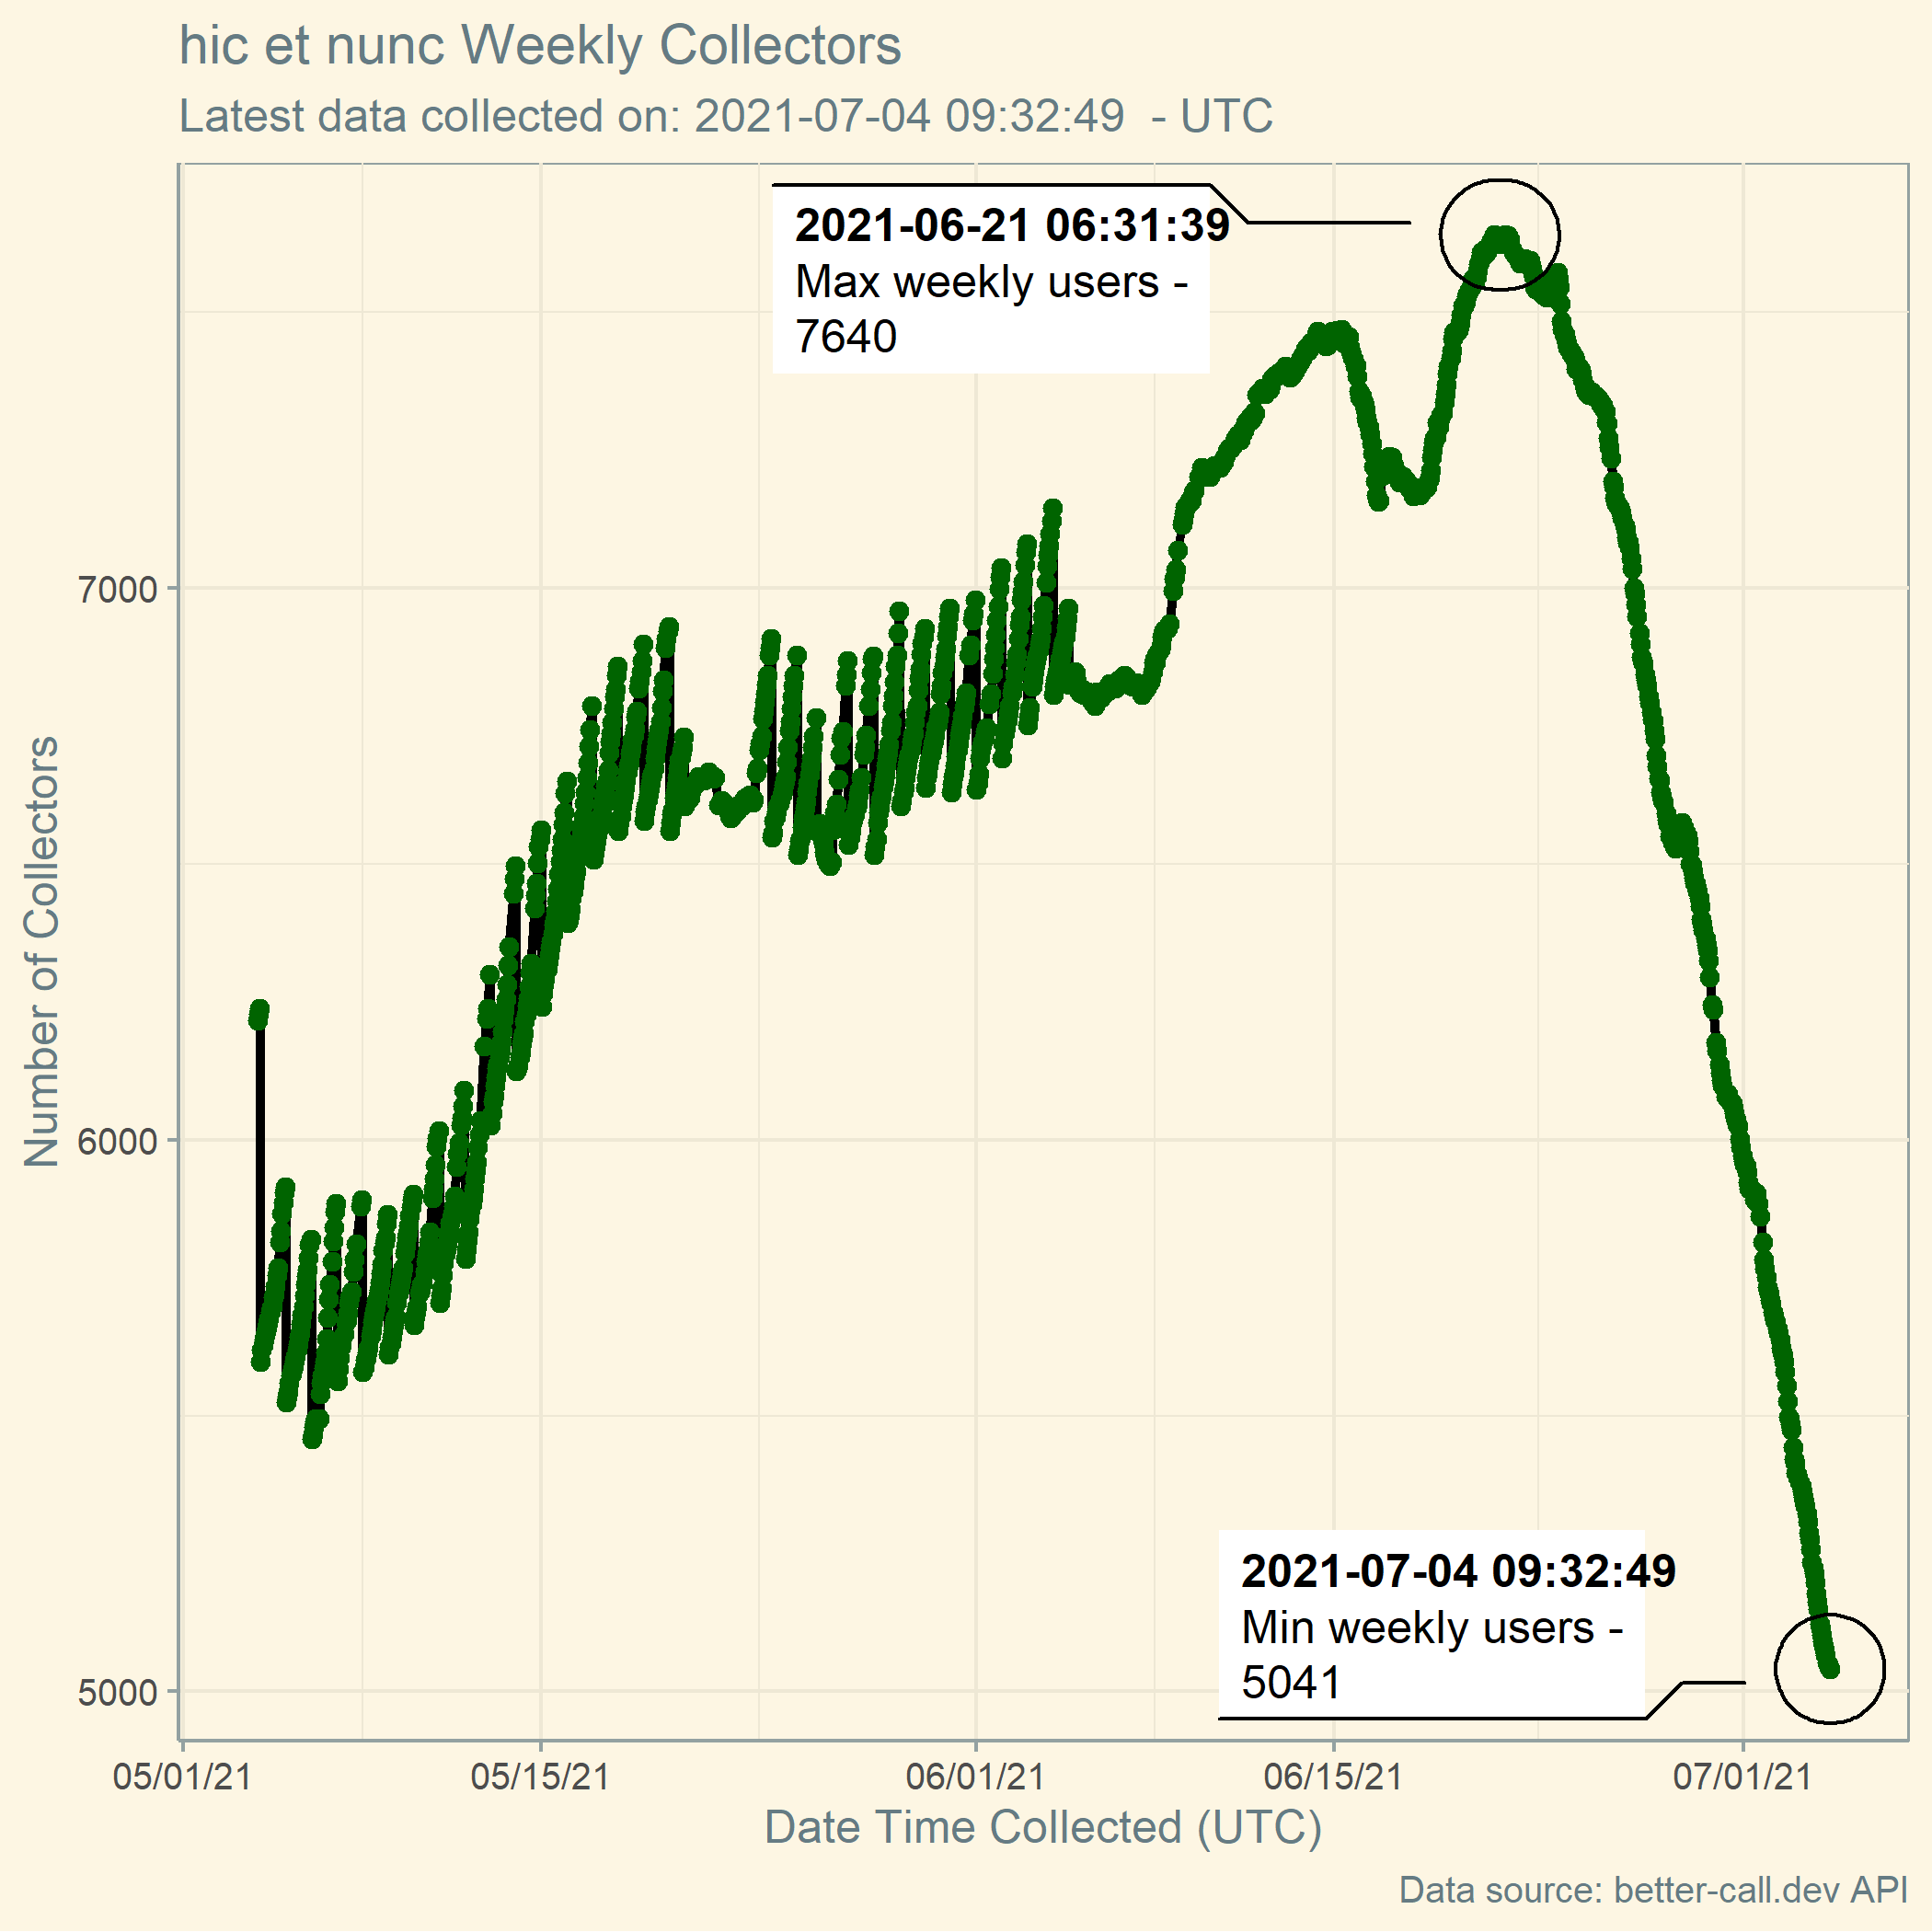 hic et nunc Weekly Collectors
Latest data collected on: 2021-07-04 09:32:49  - UTC
2021-06-21 06:31:39
Max weekly users -
7640
Number of Collectors
7000
6000
5000
2021-07-04 09:32:49
Min weekly users -
5041
05/01/21
05/15/21
06/01/21
06/15/21
07/01/21
Date Time Collected (UTC)
Data source: better-call.dev API